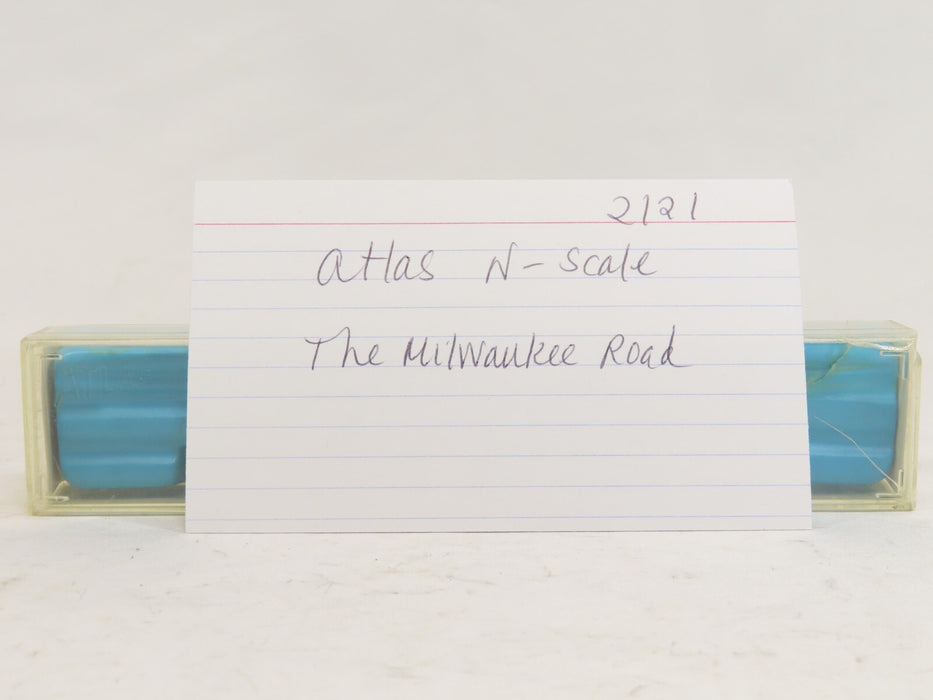 2121
Atlas N-Scale
The Milwaukee Road